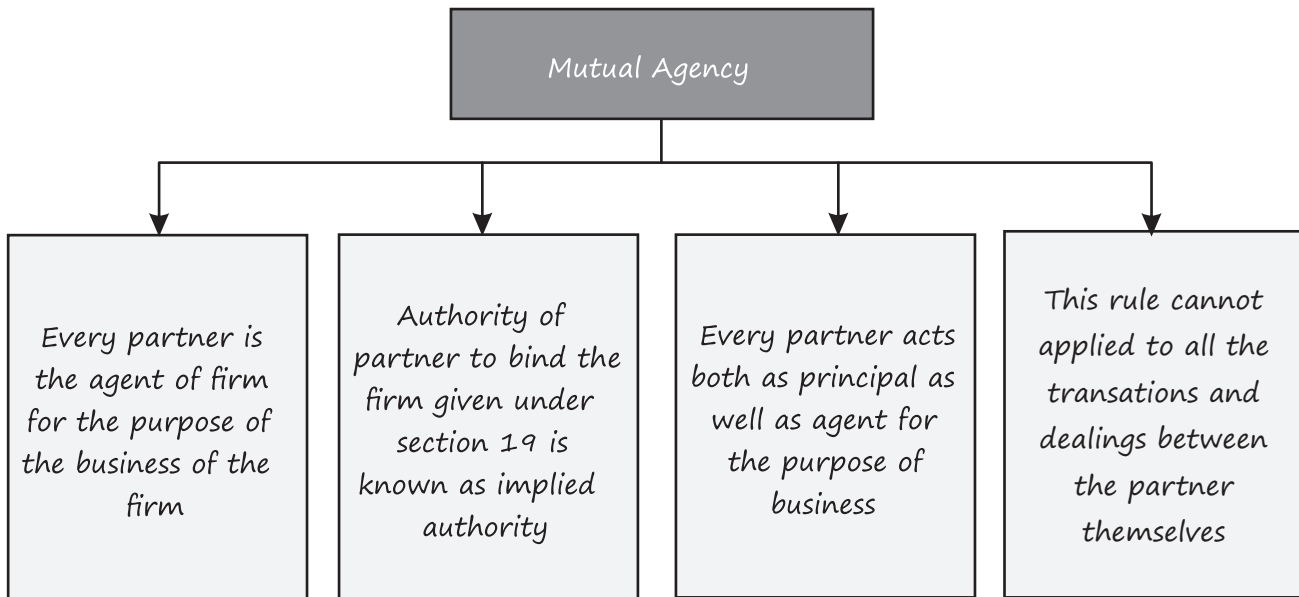 Mutual Agency
Every partner is
the agent of firm
for the purpose of
the business of the
firm
Authority of
partner to bind the
firm given under
section 19 is
known as implied
authority
Every partner acts
both as principal as
well as agent for
the purpose of
business
This rule cannot
applied to all the
transations and
dealings between
the partner
themselves